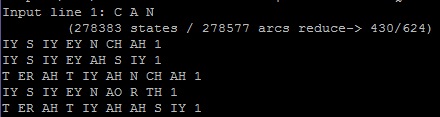 Input line 1: C A N
(278383 states / 278577 arcs reduce-> 430/624)
IY S IY EY N CH AH 1
IY S IY EY AH S IY 1
T ER AH T IY AH N CH AH 1
IY S IY EY N AO R TH 1
T ER AH T IY AH AH S IY 1